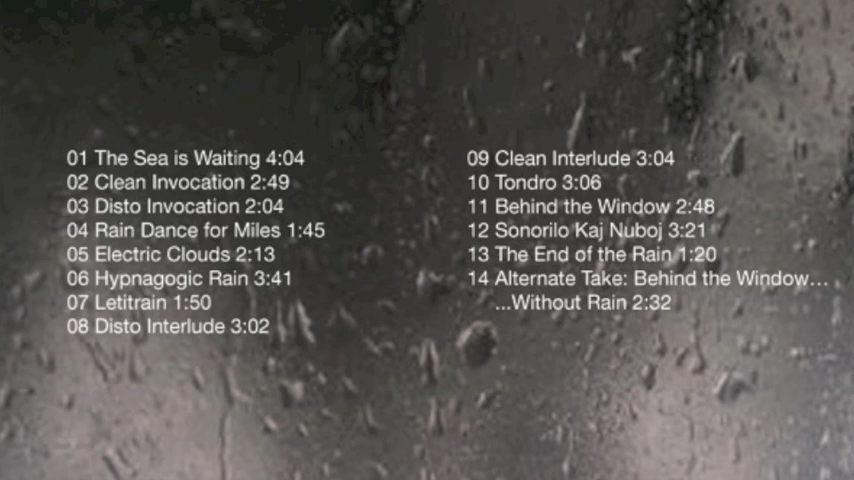 01 The Sea is Waiting 4:04
02 Clean Invocation 2:49
03 Disto Invocation 2:04
04 Rain Dance for Miles 1:45
05 Electric Clouds 2:13
06 Hypnagogic Rain 3:41
07 Letitrain 1:50
08 Disto Interlude 3:02
09 Clean Interlude 3:04
10 Tondro 3:06
11 Behind the Window 2:48
12 Sonorilo Kaj Nuboj 3:21
13 The End of the Rain 1:20
14 Alternate Take: Behind the Window...
...Without Rain 2:32